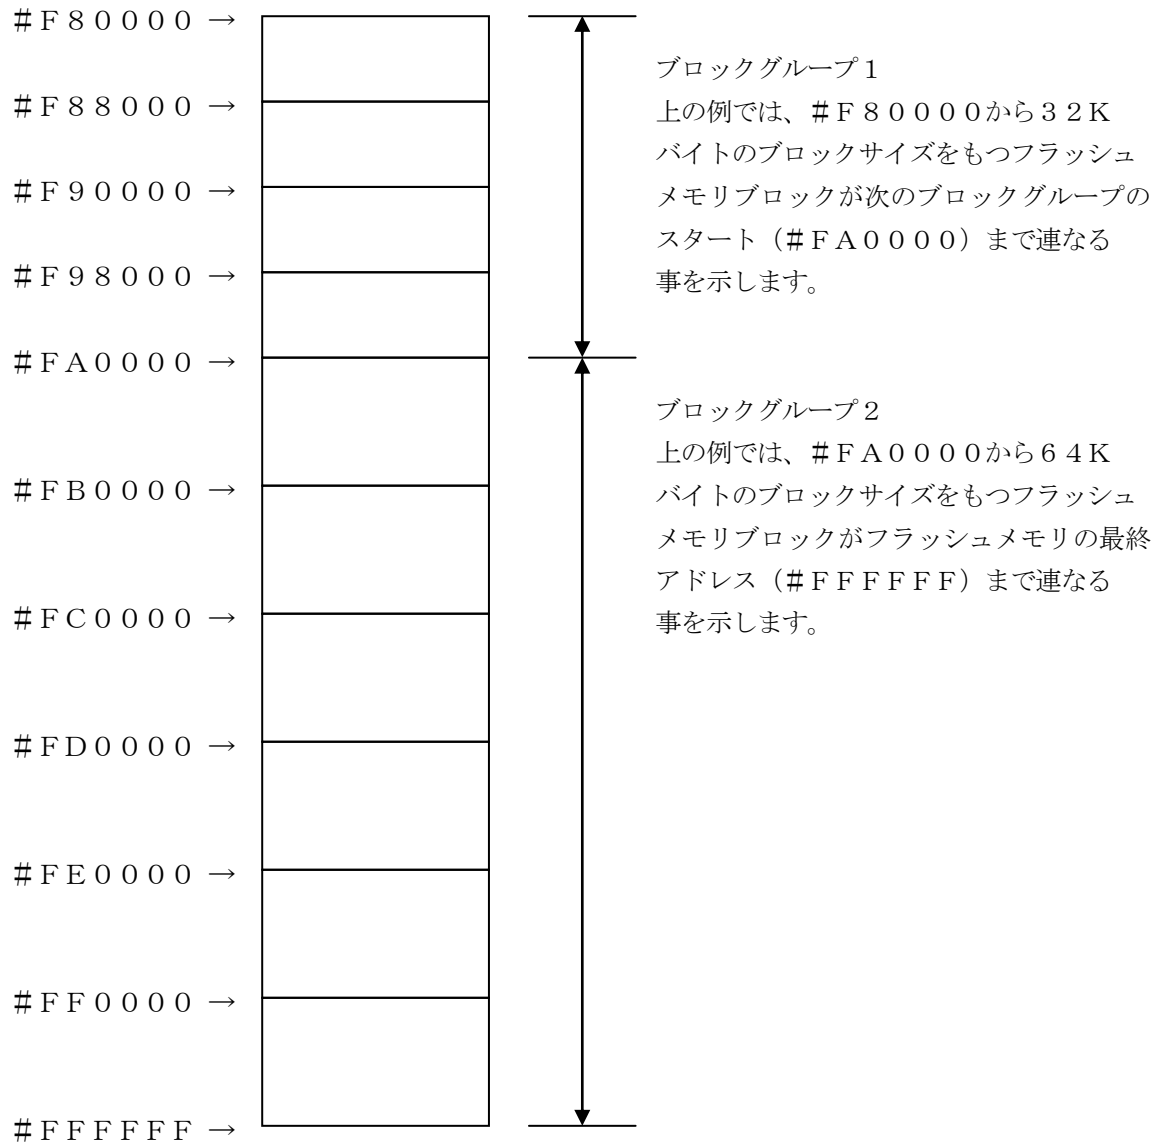 ＃Ｆ８００００ →
＃Ｆ８８０００ →
＃Ｆ９００００ →
＃Ｆ９８０００ →
＃ＦＡ００００ →
＃ＦＢ００００ →
＃ＦＣ００００ →
＃ＦＤ００００ →
＃ＦＥ００００ →
＃ＦＦ００００ →
＃ＦＦＦＦＦＦ →
ブロックグループ１
上の例では、＃Ｆ８００００から３２Ｋ
バイトのブロックサイズをもつフラッシュ
メモリブロックが次のブロックグループの
スタート（＃ＦＡ００００）まで連なる
事を示します。
ブロックグループ２
上の例では、＃ＦＡ００００から６４Ｋ
バイトのブロックサイズをもつフラッシュ
メモリブロックがフラッシュメモリの最終
アドレス（＃ＦＦＦＦＦＦ）まで連なる
事を示します。